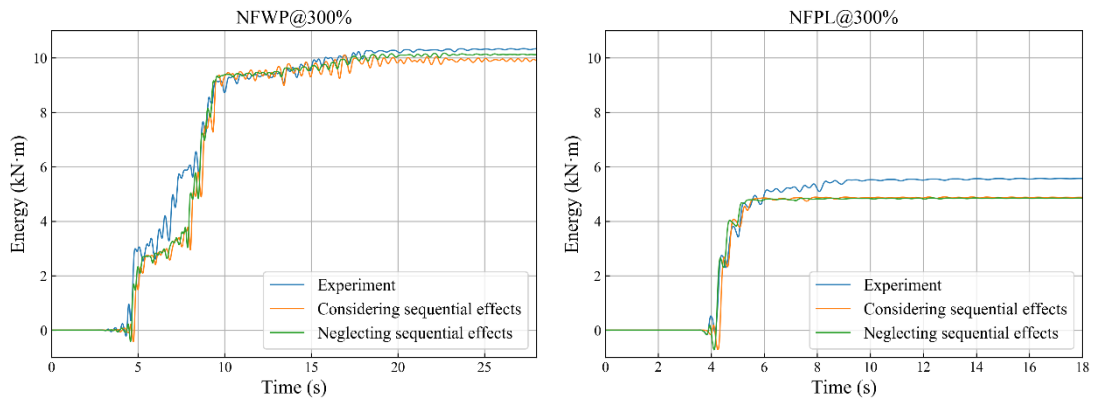 NFWP@300%
10
8
6
4
2
0
Energy (kN·m)
Experiment
Considering sequential effects
Neglecting sequential effects
0 5 10 15 20 25
Time (s)
NFPL@300%
10
8
6
4
2
0
Energy (kN·m)
Experiment
Considering sequential effects
Neglecting sequential effects
0 2 4 6 8 10 12 14 16 18
Time (s)